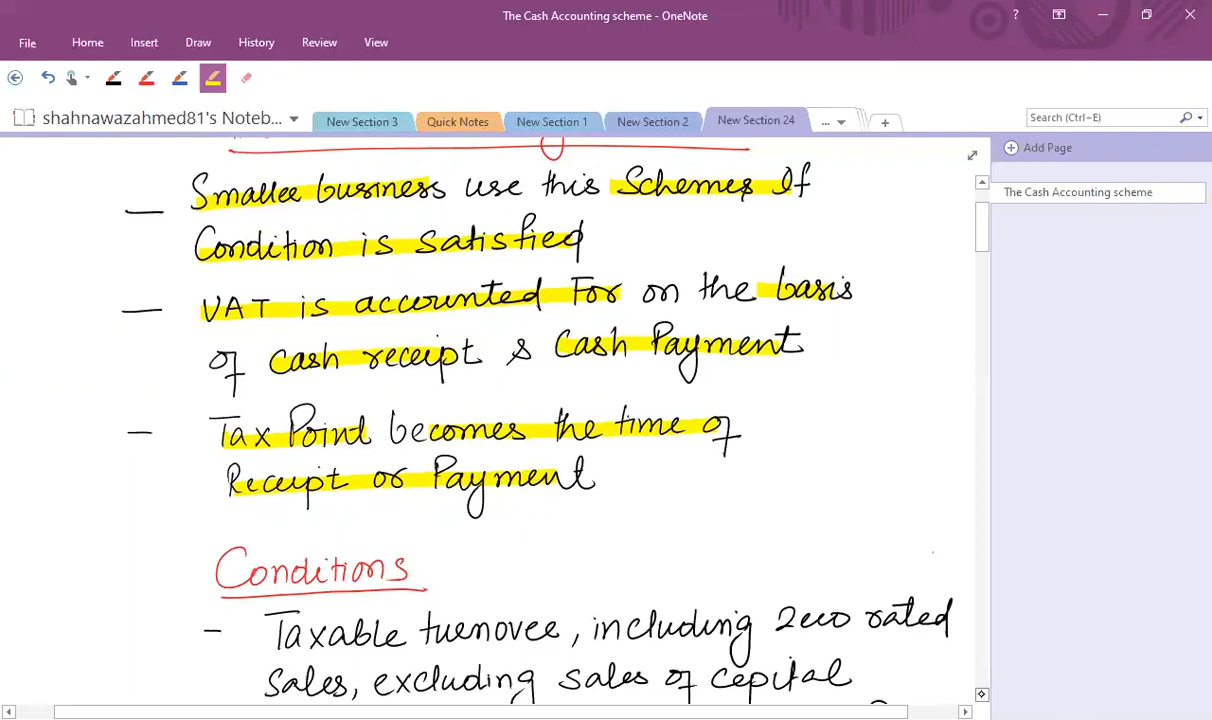 The Cash Accounting scheme - OneNote
File Home Insert Draw History Review View
shahnawazahmed81's Noteb... New Section 3 Quick Notes New Section 1 New Section 2 New Section 24 ... Search (Ctrl+E)
Add Page
The Cash Accounting scheme
Smaller business use this Schemes If
Condition is satisfied
VAT is accounted For on the basis
of cash receipt & Cash Payment
Tax Point becomes the time of
Receipt or Payment
Conditions
- Taxable turnover, including Zero rated
sales, excluding sales of cepital